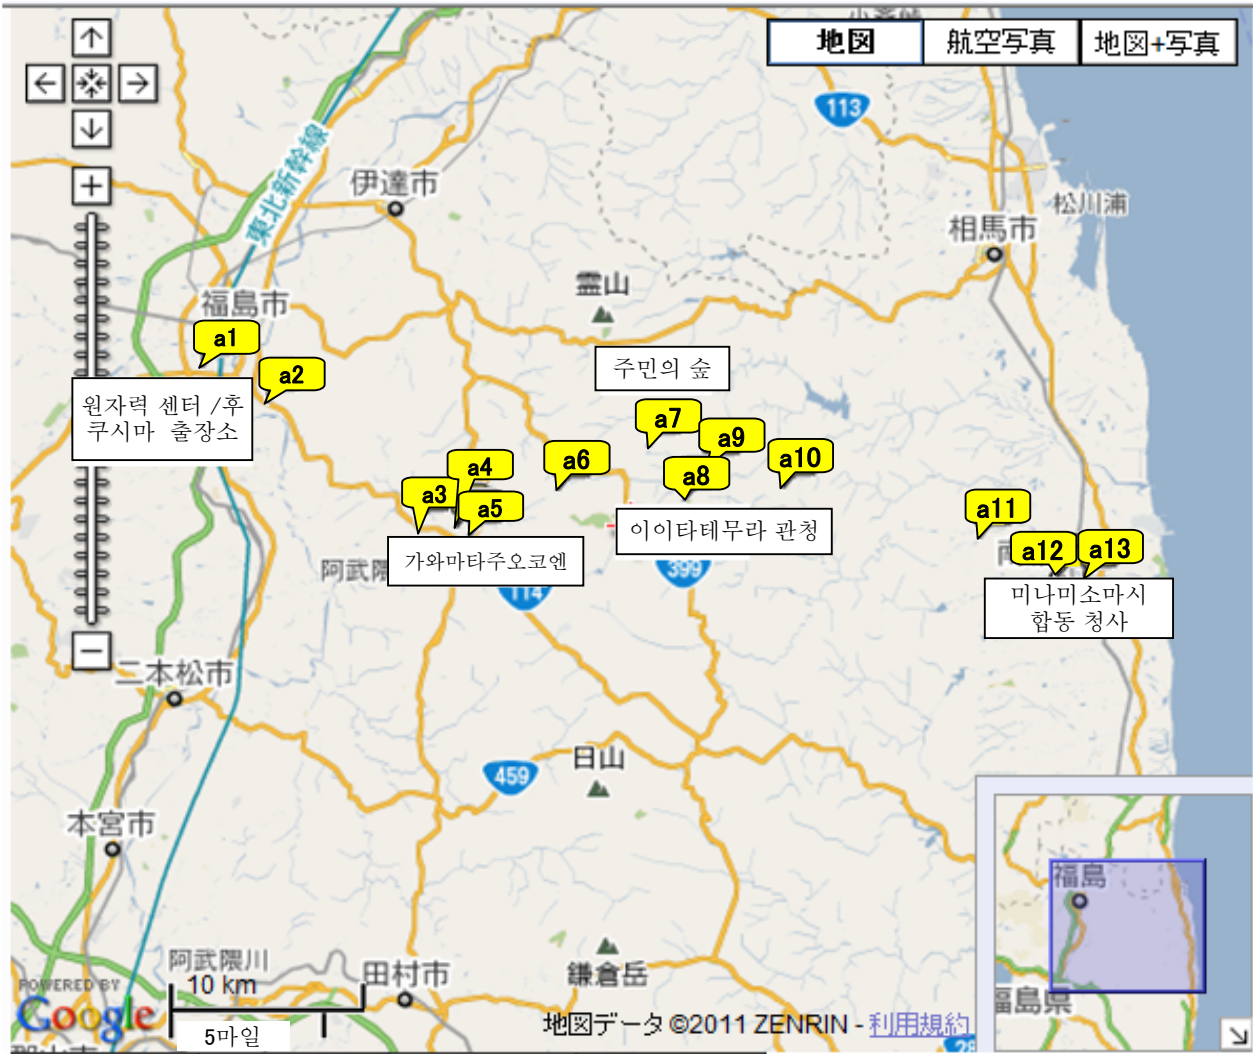 地図
航空写真
地図+写真
113
東北新幹線
伊達市
松川浦
相馬市
霊山
福島市
a1
a2
주민의 숲
원자력 센터 /후
쿠시마 출장소
a7
a9
a4
a6
a10
a8
a3
a5
a11
이이타테무라 관청
a12
a13
가와마타주오코엔
阿武隈
399
114
미나미소마시
합동 청사
二本松市
日山
459
本宮市
福島
阿武隈川
10 km
田村市
鎌倉岳
福島県
POWERED BY
Google
5마일
地図データ ©2011 ZENRIN - 利用規約